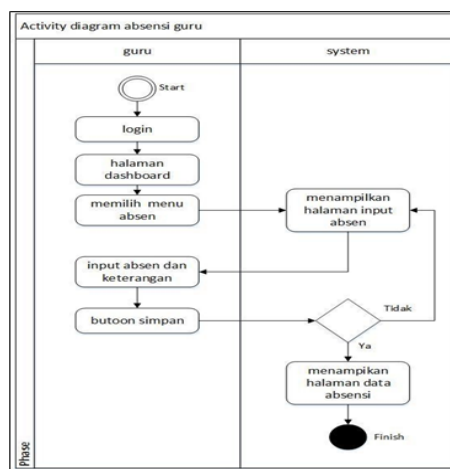 Activity diagram absensi guru
guru
system
Start
login
halaman
dashboard
memilih menu
absen
menampilkan
halaman input
absen
input absen dan
keterangan
butoon simpan
Tidak
Ya
menampikan
halaman data
absensi
Finish
Phase